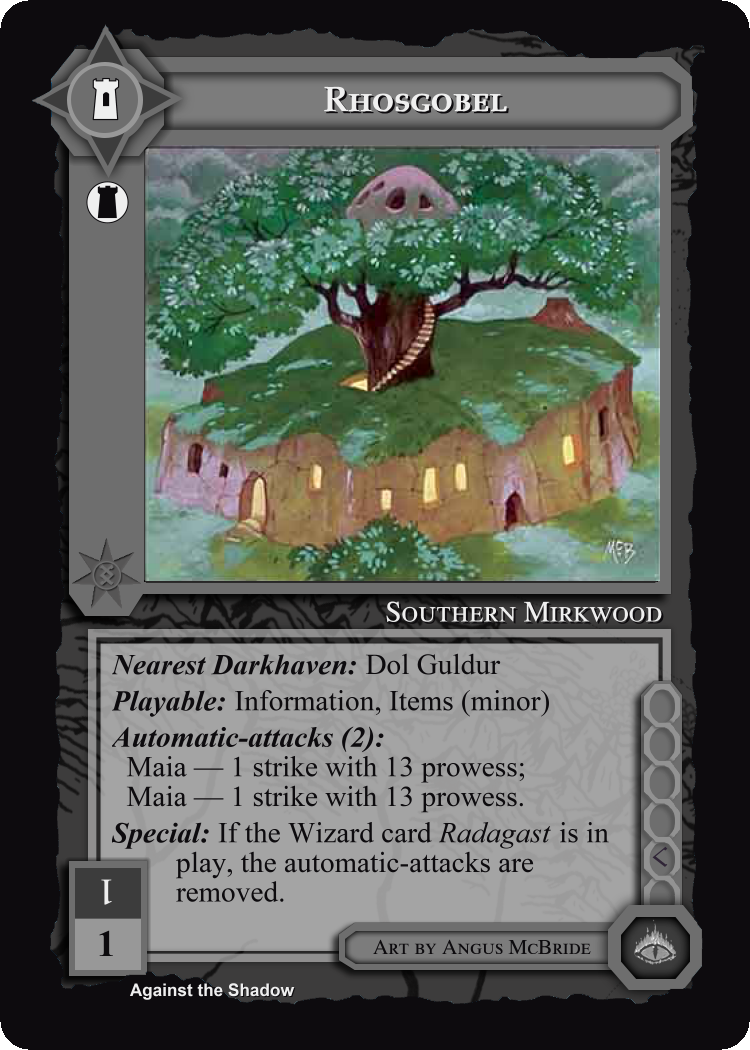 Rhosgobel
McB
Southern Mirkwood
Nearest Darkhaven: Dol Guldur
Playable: Information, Items (minor)
Automatic-attacks (2):
Maia — 1 strike with 13 prowess;
Maia — 1 strike with 13 prowess.
Special: If the Wizard card Radagast is in
play, the automatic-attacks are
removed.
1
1
Art by Angus McBride
Against the Shadow